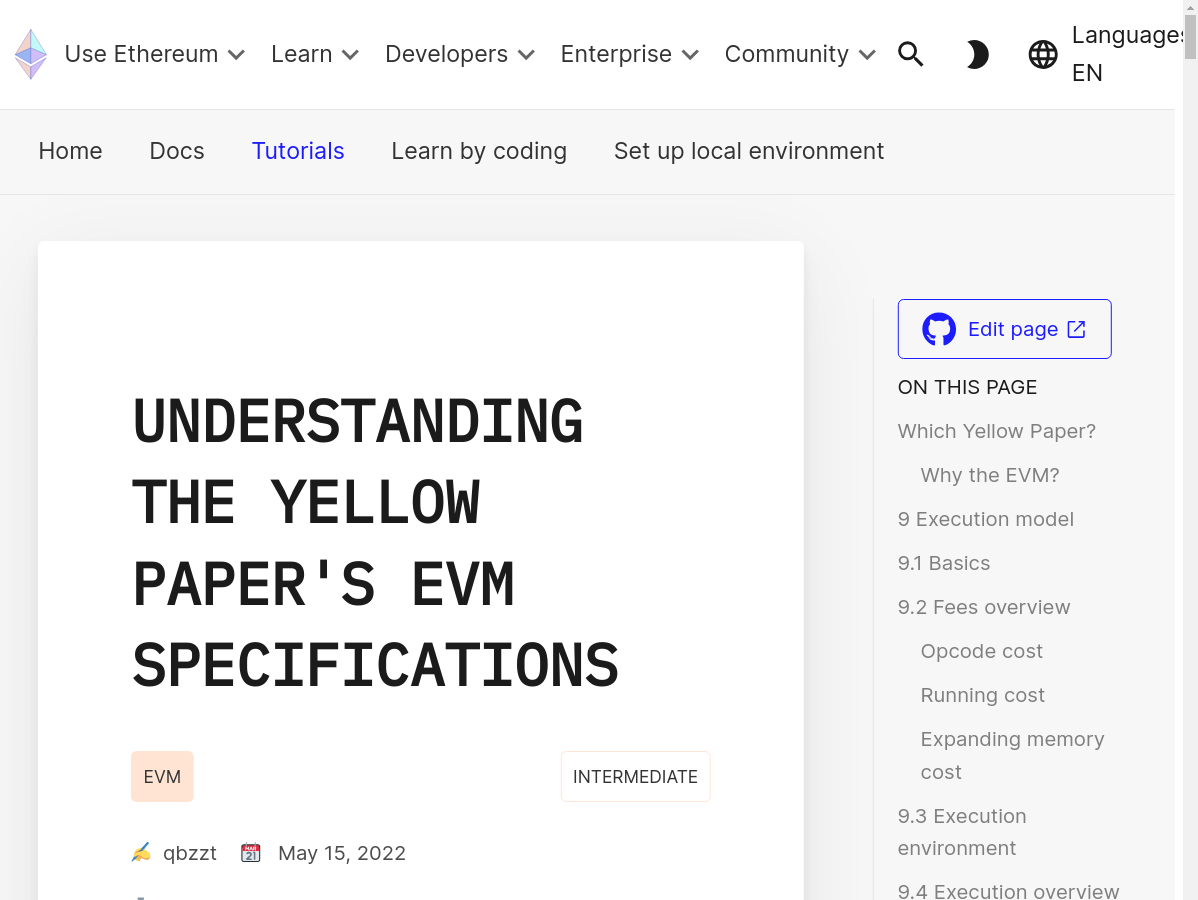 Use Ethereum Learn Developers Enterprise Community Languages
EN
Home Docs Tutorials Learn by coding Set up local environment
UNDERSTANDING
THE YELLOW
PAPER'S EVM
SPECIFICATIONS
EVM INTERMEDIATE
qbzzt MAR 21 May 15, 2022
Edit page
ON THIS PAGE
Which Yellow Paper?
Why the EVM?
9 Execution model
9.1 Basics
9.2 Fees overview
Opcode cost
Running cost
Expanding memory
cost
9.3 Execution
environment
9.4 Execution overview